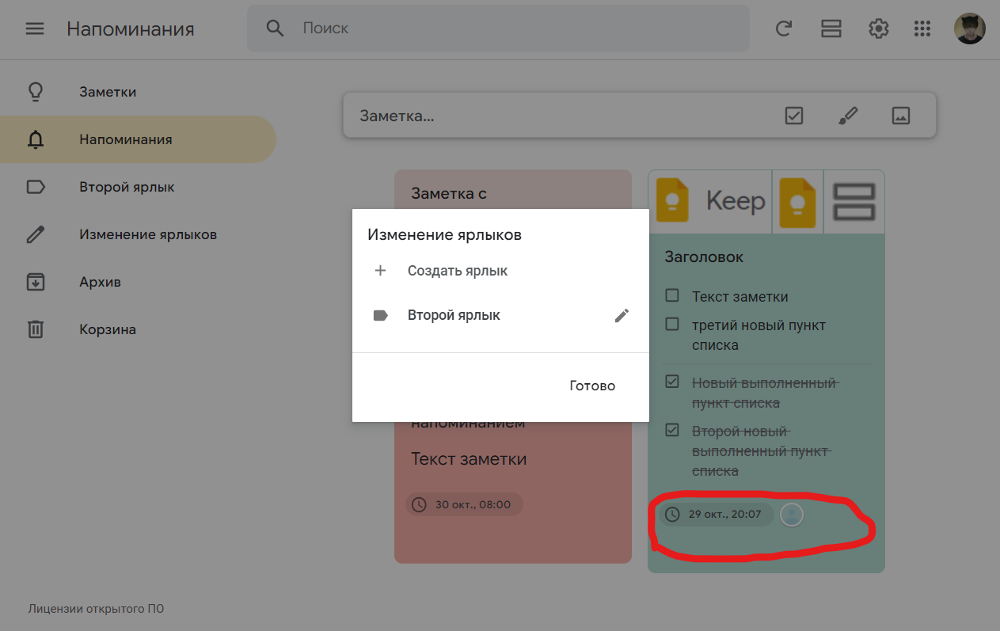 Напоминания
Поиск
Заметки
Напоминания
Второй ярлык
Изменение ярлыков
Архив
Корзина
Лицензии открытого ПО
Заметка...
Заметка с
напоминанием
Текст заметки
30 окт., 08:00
Изменение ярлыков
Создать ярлык
Второй ярлык
Готово
Keep
Заголовок
Текст заметки
третий новый пункт
списка
Новый выполненный
пункт списка
Второй новый
выполненный пункт
списка
29 окт., 20:07